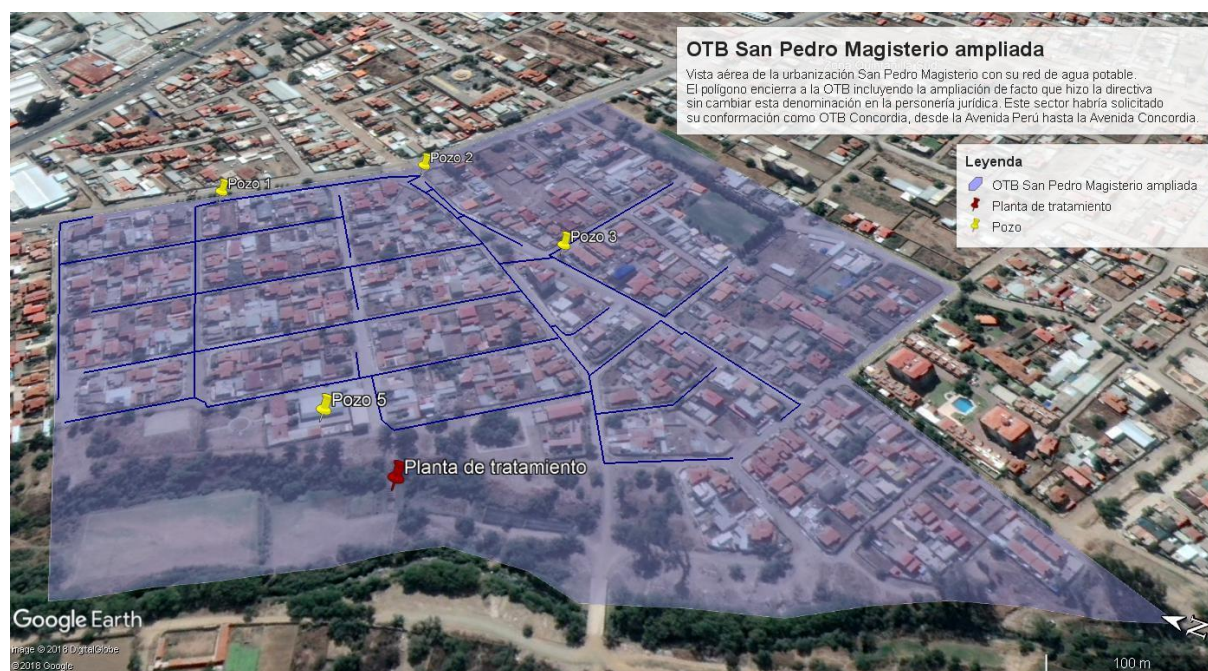 OTB San Pedro Magisterio ampliada
Vista aérea de la urbanización San Pedro Magisterio con su red de agua potable.
El polígono encierra a la OTB incluyendo la ampliación de facto que hizo la directiva
sin cambiar esta denominación en la personería jurídica. Este sector habría solicitado
su conformación como OTB Concordia, desde la Avenida Perú hasta la Avenida Concordia.
Leyenda
OTB San Pedro Magisterio ampliada
Planta de tratamiento
Pozo
Pozo 2
Pozo 1
Pozo 3
Pozo 5
Planta de tratamiento
Google Earth
N
mage © 2018 DigitalGlobe
©2018 Google
100 m